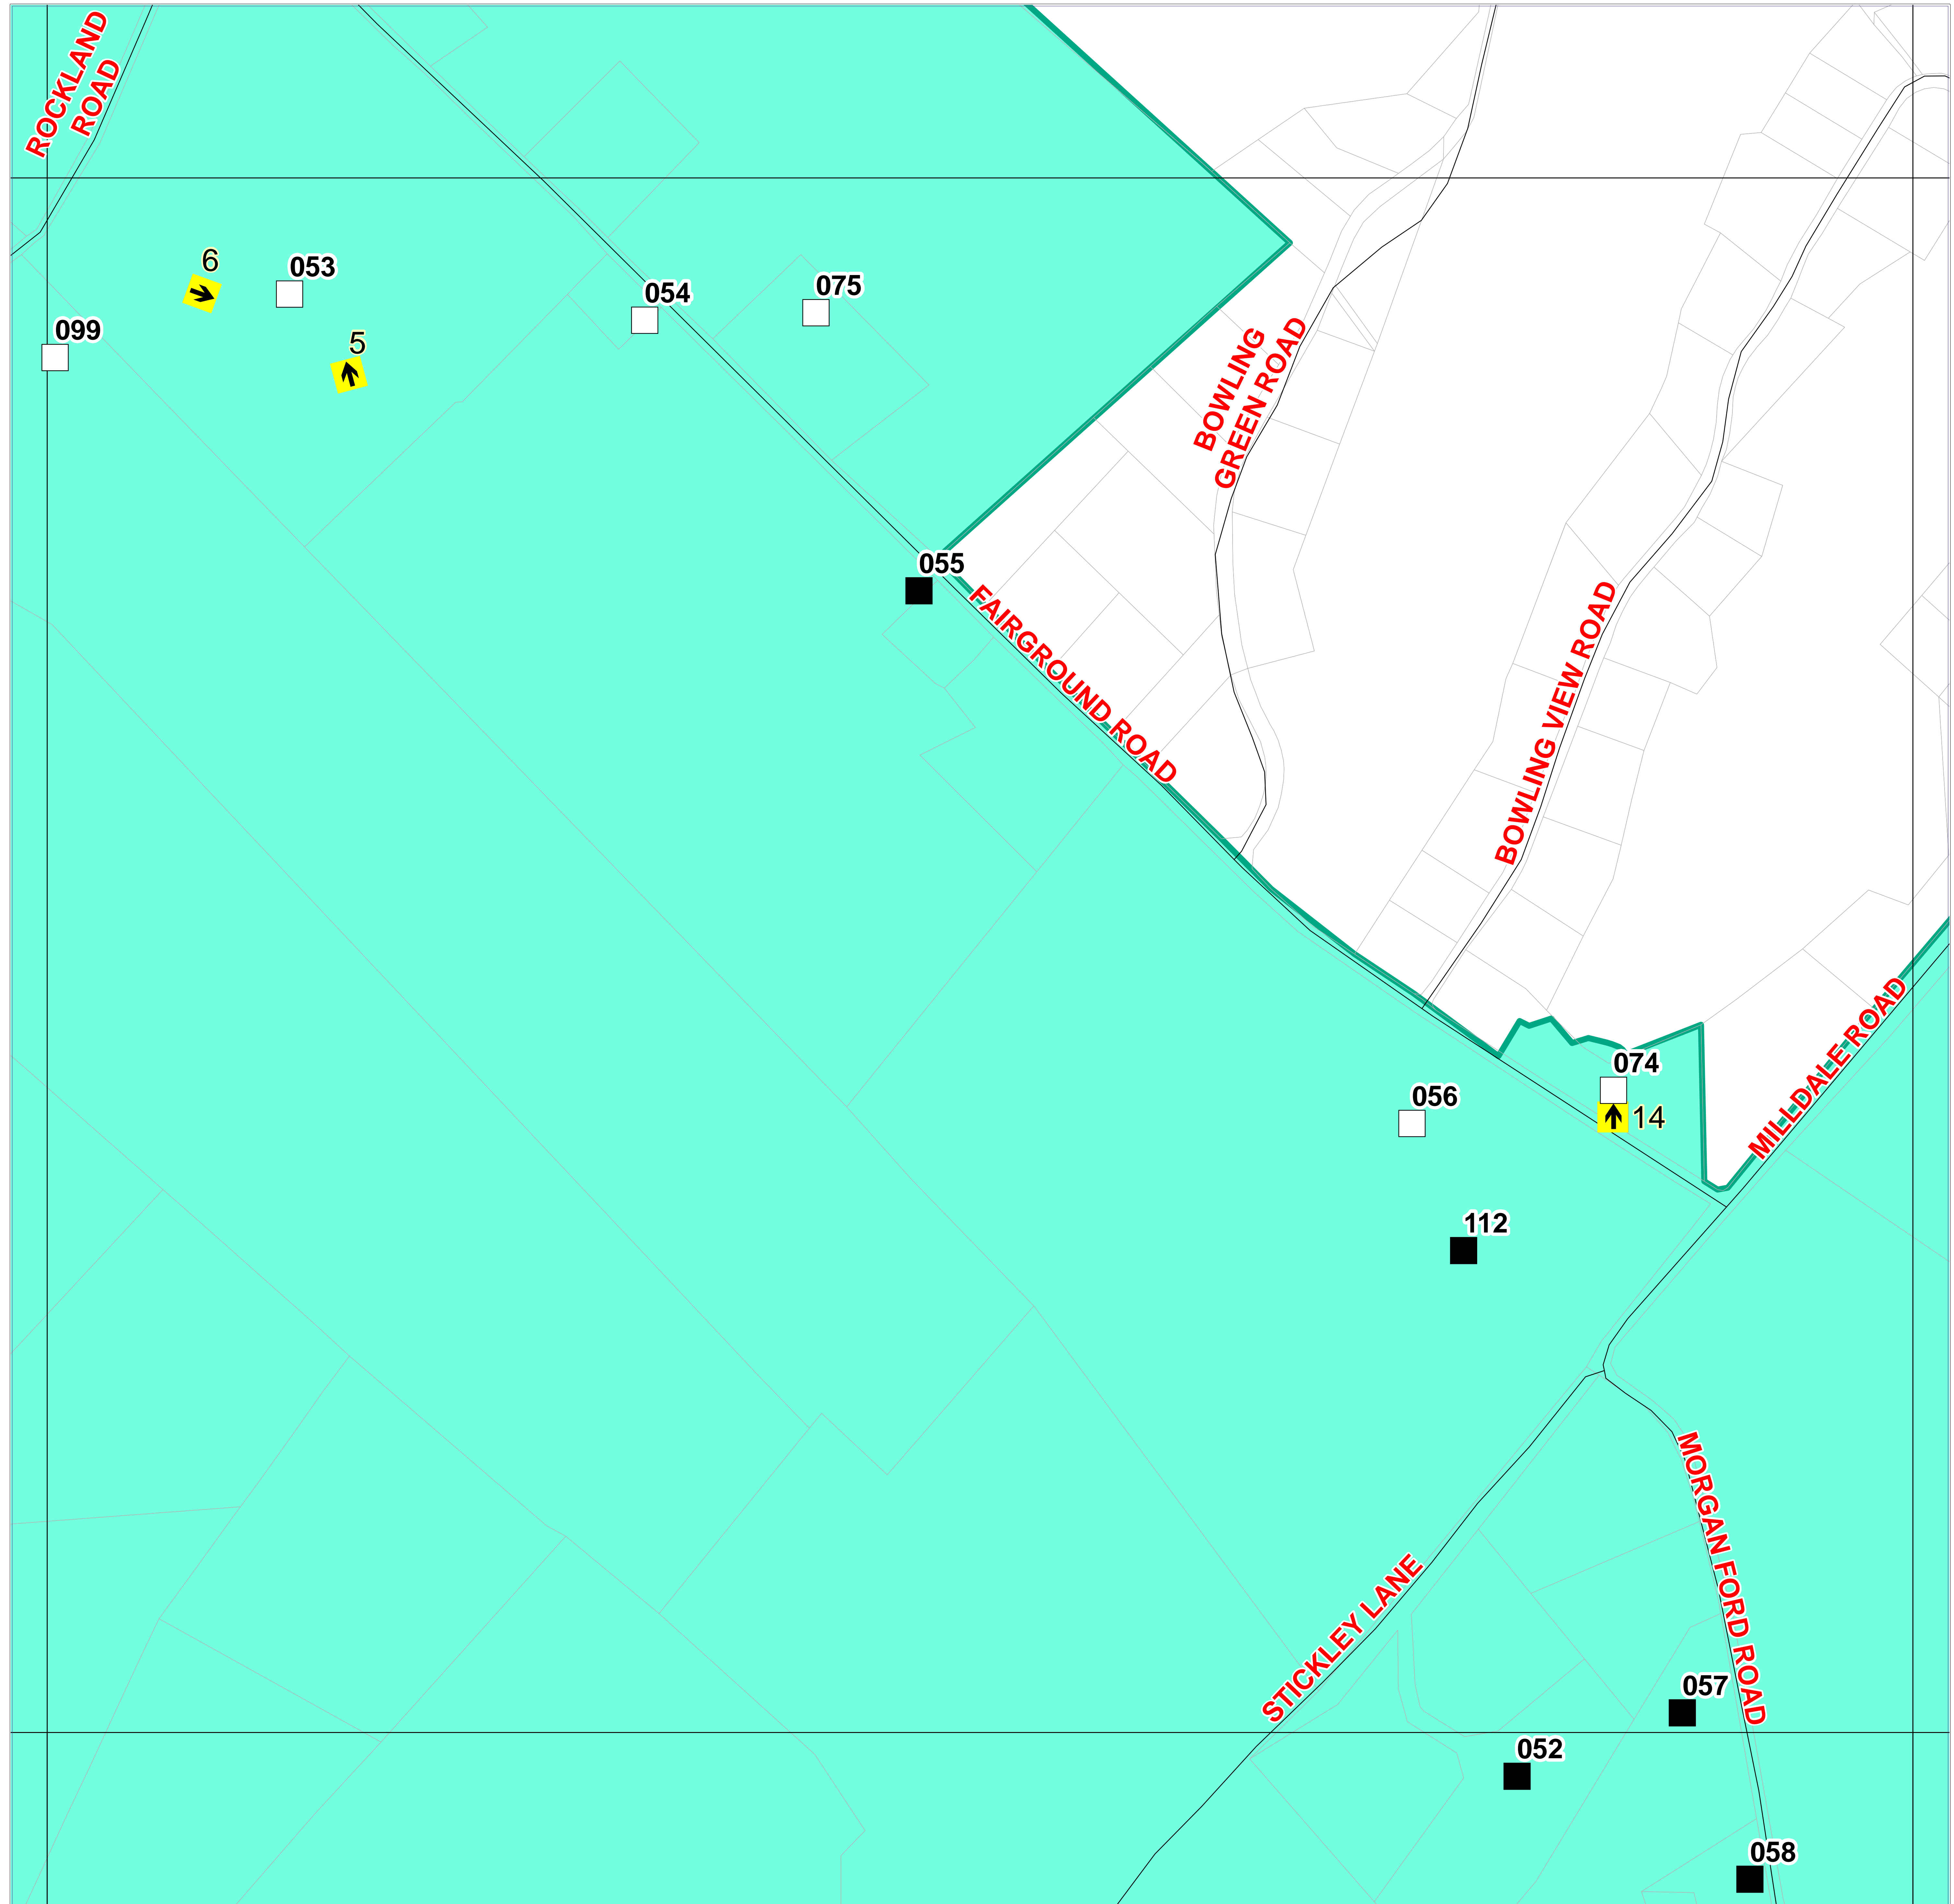 ROCKLAND
ROAD
6
053
054
075
099
5
BOWLING
GREEN ROAD
055
FAIRGROUND ROAD
BOWLING VIEW ROAD
MILLDALE ROAD
074
056
14
112
MORGAN FORD ROAD
STICKLEY LANE
057
052
058